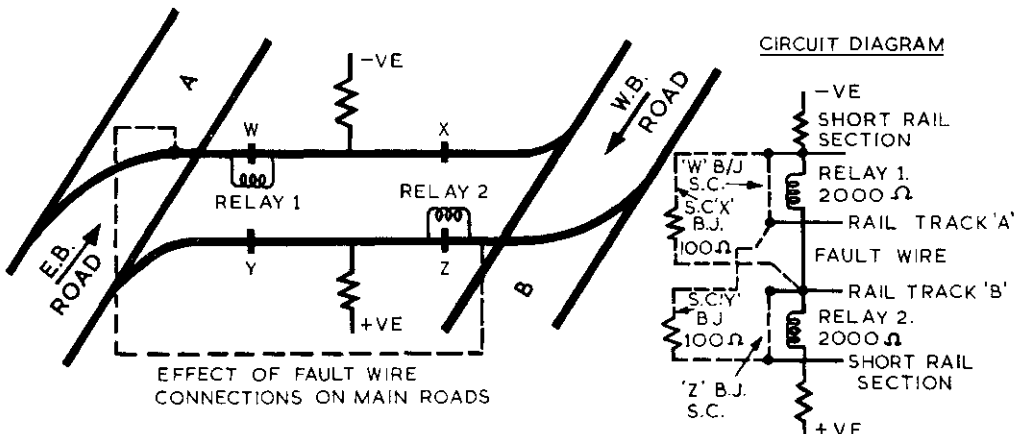 A
E.B.
ROAD
W
RELAY 1
Y
-VE
+VE
X
RELAY 2
Z
B
W.B.
ROAD
EFFECT OF FAULT WIRE
CONNECTIONS ON MAIN ROADS
CIRCUIT DIAGRAM
-VE
SHORT RAIL
SECTION
'W' B/J
S.C.
RELAY 1.
2000 Ω
S.C'X'
B.J.
100Ω
RAIL TRACK 'A'
FAULT WIRE
S.C.'Y'
B.J
100Ω
RAIL TRACK 'B'
RELAY 2.
2000 Ω
SHORT RAIL
SECTION
'Z' B.J.
S.C.
+VE